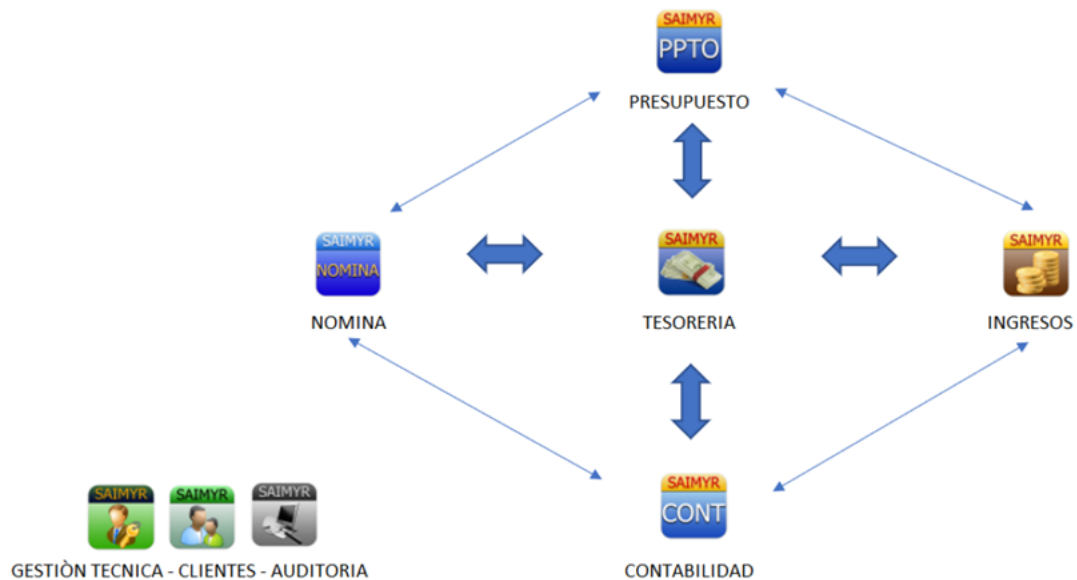 SAIMYR
PPTO
PRESUPUESTO
SAIMYR
NOMINA
NOMINA
SAIMYR
TESORERIA
SAIMYR
INGRESOS
SAIMYR
CONT
CONTABILIDAD
SAIMYR
SAIMYR
SAIMYR
GESTIÒN TECNICA - CLIENTES - AUDITORIA